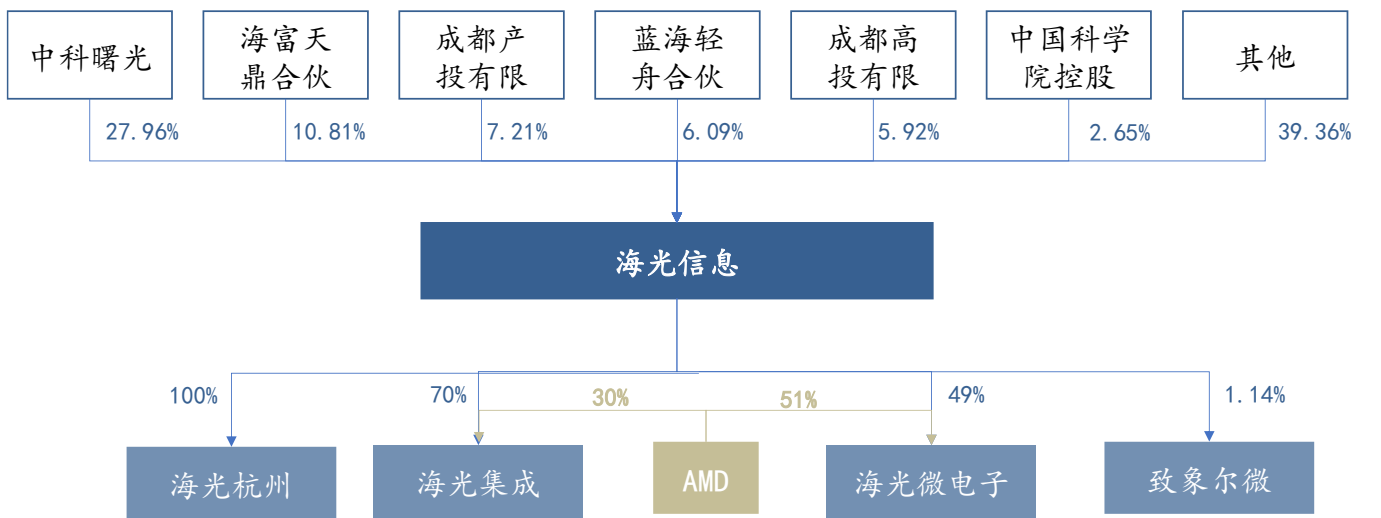 中科曙光
海富天
鼎合伙
成都产
投有限
蓝海轻
舟合伙
成都高
投有限
中国科学
院控股
其他
27.96%
10.81%
7.21%
6.09%
5.92%
2.65%
39.36%
海光信息
100%
70%
30%
51%
49%
1.14%
海光杭州
海光集成
AMD
海光微电子
致象尔微